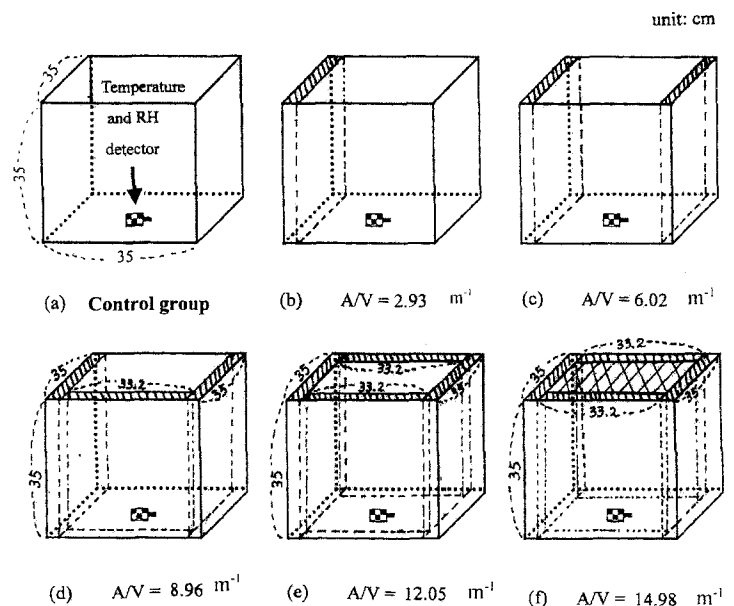 unit: cm
35
Temperature
and RH
detector
35
35
(a) Control group
(b) A/V = 2.93 m⁻¹
(c) A/V = 6.02 m⁻¹
35
33.2
35
35
(d) A/V = 8.96 m⁻¹
35
33.2
33.2
35
35
(e) A/V = 12.05 m⁻¹
33.2
35
35
33.2
35
(f) A/V = 14.98 m⁻¹